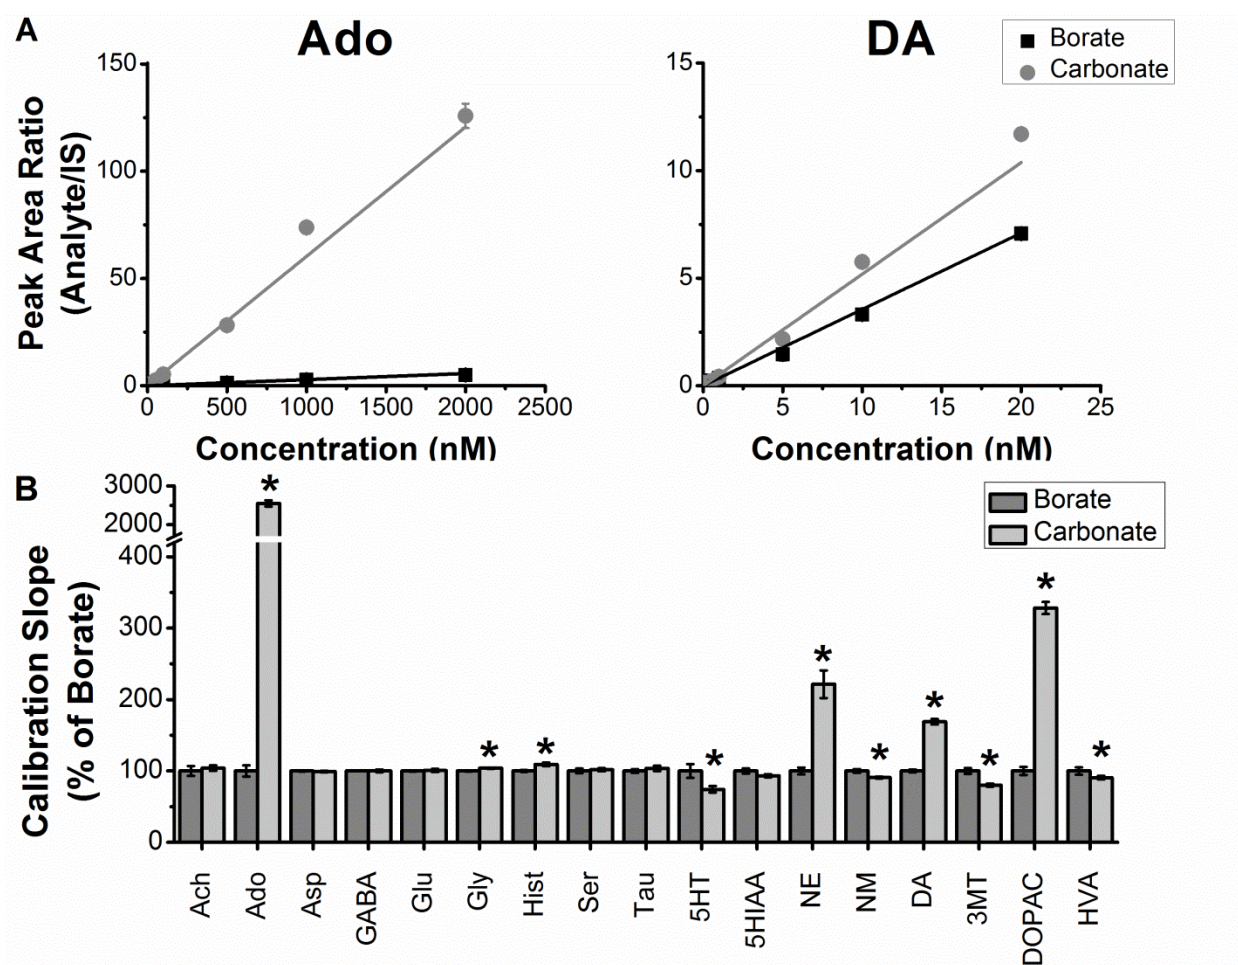 A
Ado
DA
Borate
Carbonate
Peak Area Ratio
(Analyte/IS)
150
100
50
0
0
500
1000
1500
2000
2500
15
10
5
0
0
5
10
15
20
25
Concentration (nM)
Concentration (nM)
B
Borate
Carbonate
Calibration Slope
(% of Borate)
3000
2000
400
300
200
100
0
*
*
*
*
*
*
*
*
*
*
Ach
Ado
Asp
GABA
Glu
Gly
Hist
Ser
Tau
5HT
5HIAA
NE
NM
DA
3MT
DOPAC
HVA